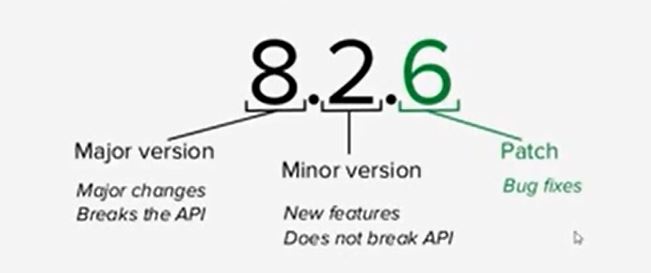 8.2.6
Major version
Major changes
Breaks the API
Minor version
New features
Does not break API
Patch
Bug fixes